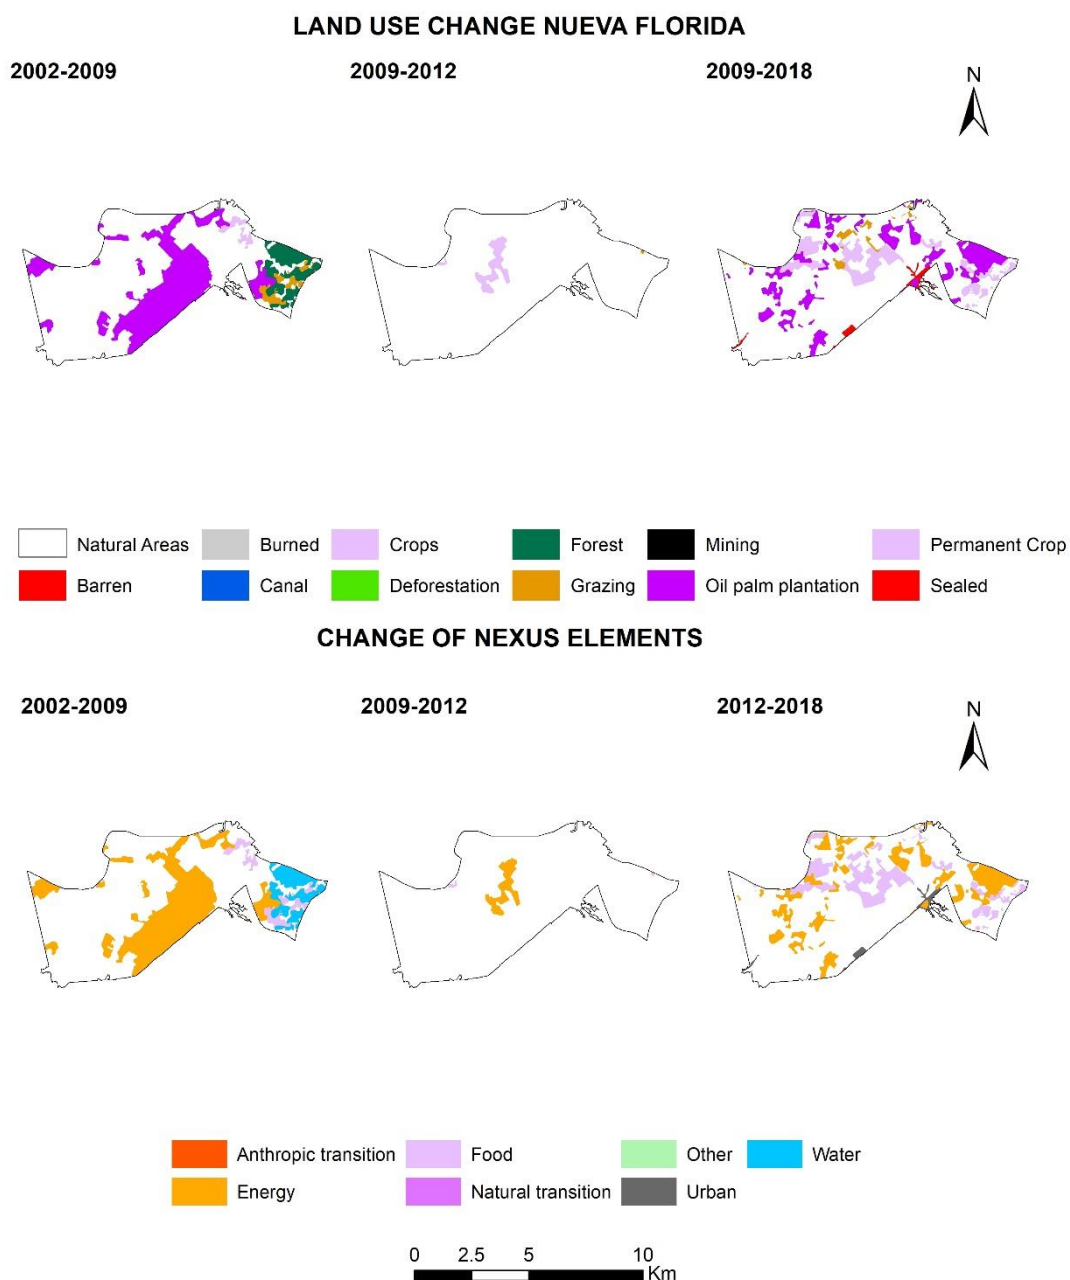 LAND USE CHANGE NUEVA FLORIDA
2002-2009 2009-2012 2009-2018
N
Natural Areas Burned Crops Forest Mining Permanent Crop
Barren Canal Deforestation Grazing Oil palm plantation Sealed
CHANGE OF NEXUS ELEMENTS
2002-2009 2009-2012 2012-2018
N
Anthropic transition Food Other Water
Energy Natural transition Urban
0 2.5 5 10
Km